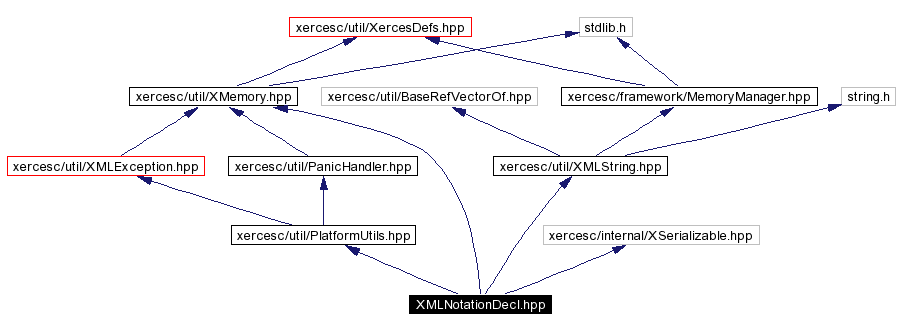 xercesc/util/XercesDefs.hpp
stdlib.h
xercesc/util/XMemory.hpp
xercesc/util/BaseRefVectorOf.hpp
xercesc/framework/MemoryManager.hpp
string.h
xercesc/util/XMLException.hpp
xercesc/util/PanicHandler.hpp
xercesc/util/XMLString.hpp
xercesc/util/PlatformUtils.hpp
xercesc/internal/XSerializable.hpp
XMLNotationDecl.hpp